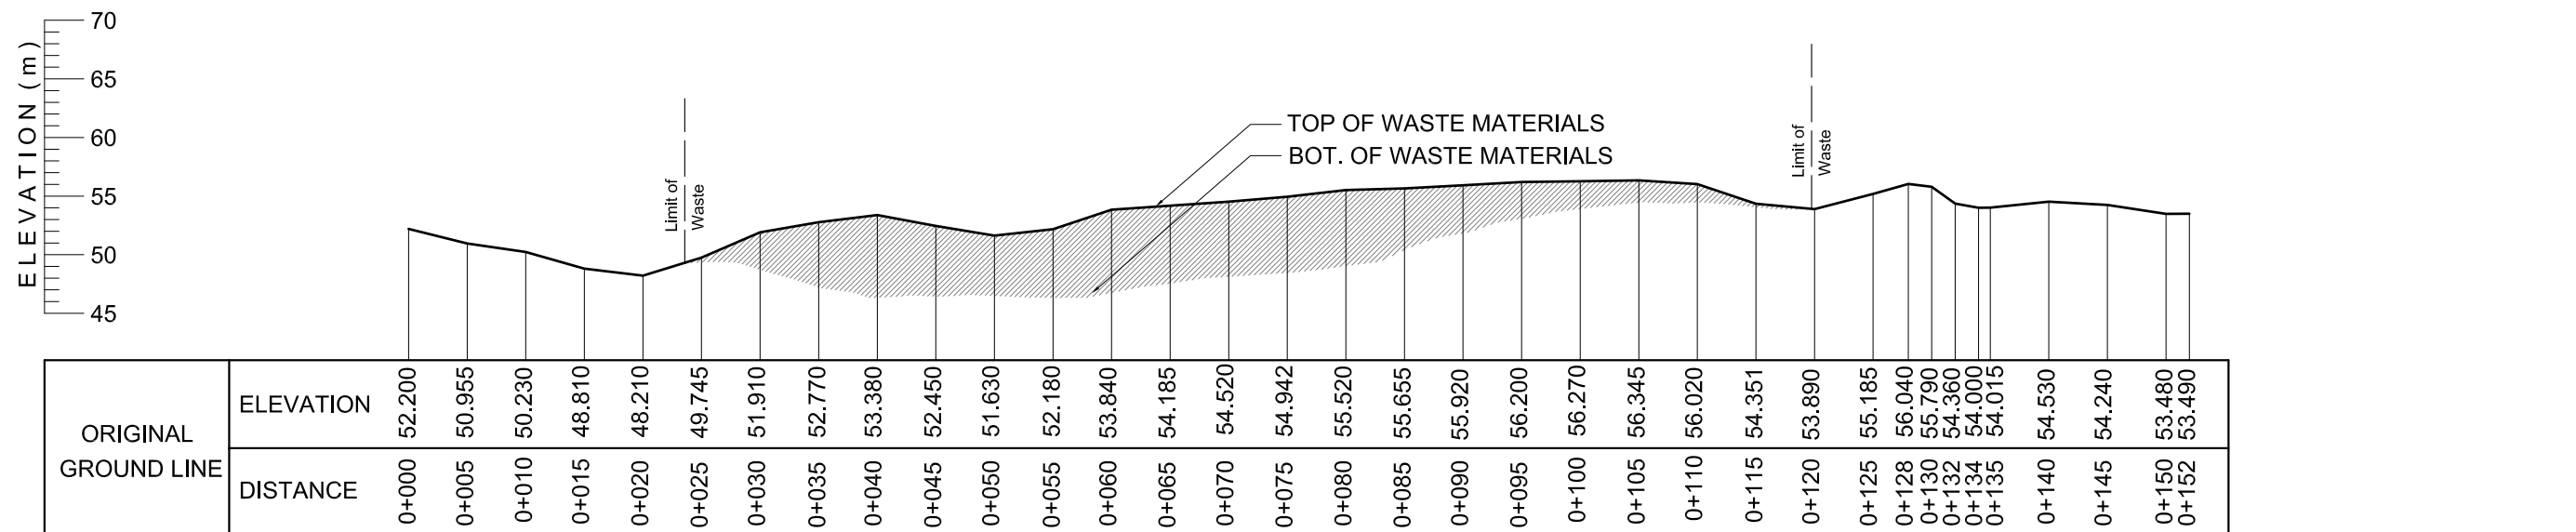 70
65
60
55
50
45
ELEVATION (m)
TOP OF WASTE MATERIALS
BOT. OF WASTE MATERIALS
Limit of
Waste
Limit of
Waste
ORIGINAL
GROUND LINE
ELEVATION
52.200 50.955 50.230 48.810 48.210 49.745 51.910 52.770 53.380 52.450 51.630 52.180 53.840 54.185 54.520 54.942 55.520 55.655 55.920 56.200 56.270 56.345 56.020 54.351 53.890 55.185 56.040 55.790 54.360 54.000 54.015 54.530 54.240 53.480 53.490
DISTANCE
0+000 0+005 0+010 0+015 0+020 0+025 0+030 0+035 0+040 0+045 0+050 0+055 0+060 0+065 0+070 0+075 0+080 0+085 0+090 0+095 0+100 0+105 0+110 0+115 0+120 0+125 0+128 0+130 0+132 0+134 0+135 0+140 0+145 0+150 0+152